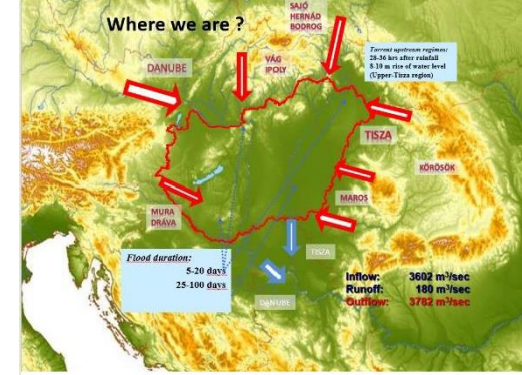 Where we are ?
SAJÓ
HERNÁD
BODROG
DANUBE
VÁG
IPOLY
Torrent upstream regimes:
28-36 hrs after rainfall
8-10 m rise of water level
(Upper-Tisza region)
TISZA
KÖRÖSÖK
MAROS
MURA
DRÁVA
TISZA
DANUBE
Flood duration:
5-20 days
25-100 days
Inflow: 3602 m³/sec
Runoff: 180 m³/sec
Outflow: 3782 m³/sec